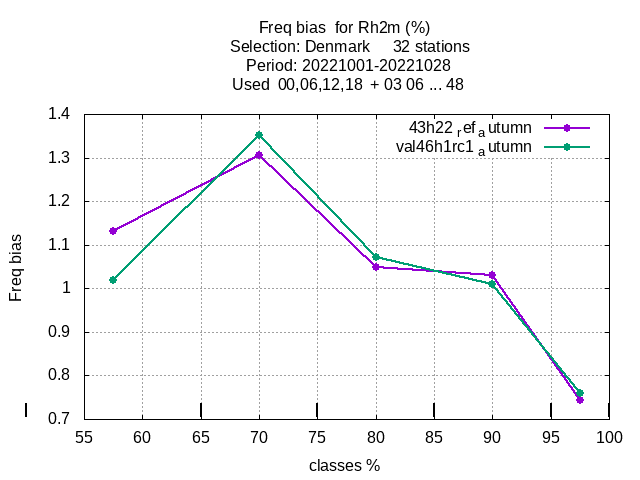 Freq bias  for Rh2m (%)
Selection: Denmark     32 stations
Period: 20221001-20221028
Used  00,06,12,18  + 03 06 ... 48
1.4
43h22 ref autumn
val46h1rc1 autumn
1.3
1.2
1.1
Freq bias
1
0.9
0.8
0.7
55 60 65 70 75 80 85 90 95 100
classes %